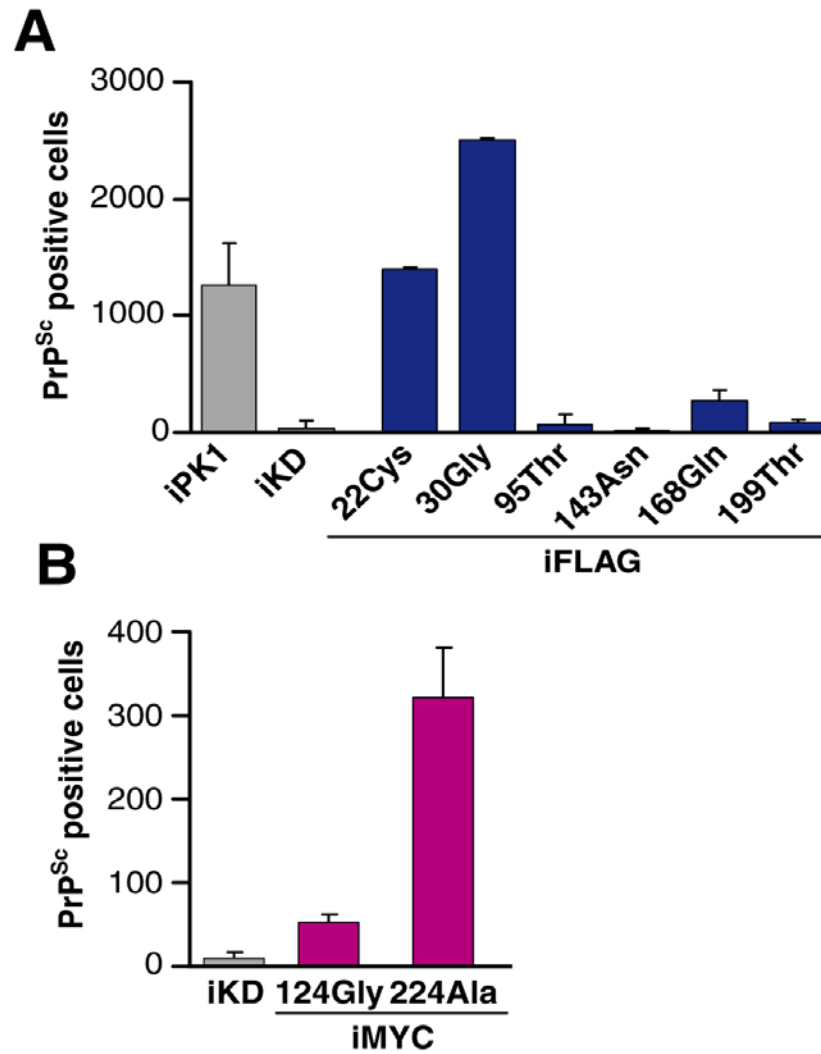 A
PrPSc positive cells
3000
2000
1000
0
iPK1 iKD 22Cys 30Gly 95Thr 143Asn 168Gln 199Thr
iFLAG
B
PrPSc positive cells
400
300
200
100
0
iKD 124Gly 224Ala
iMYC